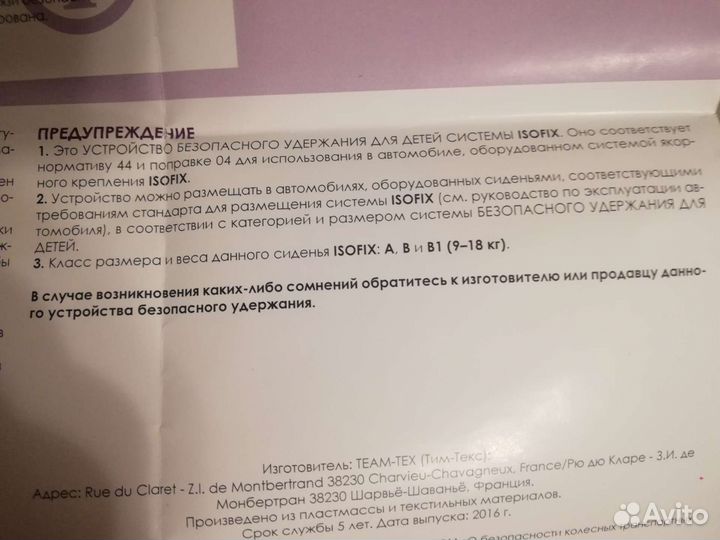 рована.
ПРЕДУПРЕЖДЕНИЕ
1. Это УСТРОЙСТВО БЕЗОПАСНОГО УДЕРЖАНИЯ ДЛЯ ДЕТЕЙ СИСТЕМЫ ISOFIX. Оно соответствует
нормативу 44 и поправке 04 для использования в автомобиле, оборудованном системой якор-
ного крепления ISOFIX.
2. Устройство можно размещать в автомобилях, оборудованных сиденьями, соответствующими
требованиям стандарта для размещения системы ISOFIX (см. руководство по эксплуатации ав-
томобиля), в соответствии с категорией и размером системы БЕЗОПАСНОГО УДЕРЖАНИЯ ДЛЯ
ДЕТЕЙ.
3. Класс размера и веса данного сиденья ISOFIX: A, B и B1 (9–18 кг).
В случае возникновения каких-либо сомнений обратитесь к изготовителю или продавцу данно-
го устройства безопасного удержания.
Изготовитель: TEAM-TEX (Тим-Текс):
Адрес: Rue du Claret - Z.I. de Montbertrand 38230 Charvieu-Chavagneux, France/Рю дю Кларе - З.И. де
Монбертран 38230 Шарвьё-Шаваньё, Франция.
Произведено из пластмассы и текстильных материалов.
Срок службы 5 лет. Дата выпуска: 2016 г.
безопасности колесных
Avito